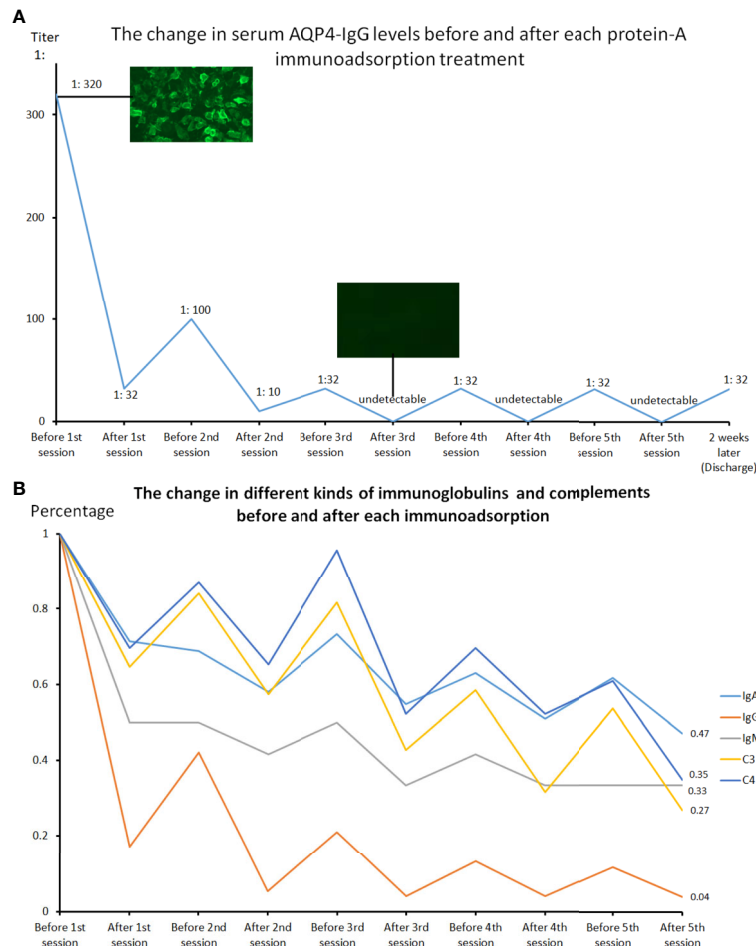 A
Titer
1:
The change in serum AQP4-IgG levels before and after each protein-A
immunoadsorption treatment
1: 320
300
200
100
0
1: 32
1: 100
1: 10
1:32
undetectable
1: 32
undetectable
1: 32
undetectable
1: 32
Before 1st session
After 1st session
Before 2nd session
After 2nd session
Before 3rd session
After 3rd session
Before 4th session
After 4th session
Before 5th session
After 5th session
2 weeks later (Discharge)
B
The change in different kinds of immunoglobulins and complements
before and after each immunoadsorption
Percentage
1
0.8
0.6
0.4
0.2
0
IgA
IgG
IgM
C3
C4
0.47
0.35
0.33
0.27
0.04
Before 1st session
After 1st session
Before 2nd session
After 2nd session
Before 3rd session
After 3rd session
Before 4th session
After 4th session
Before 5th session
After 5th session